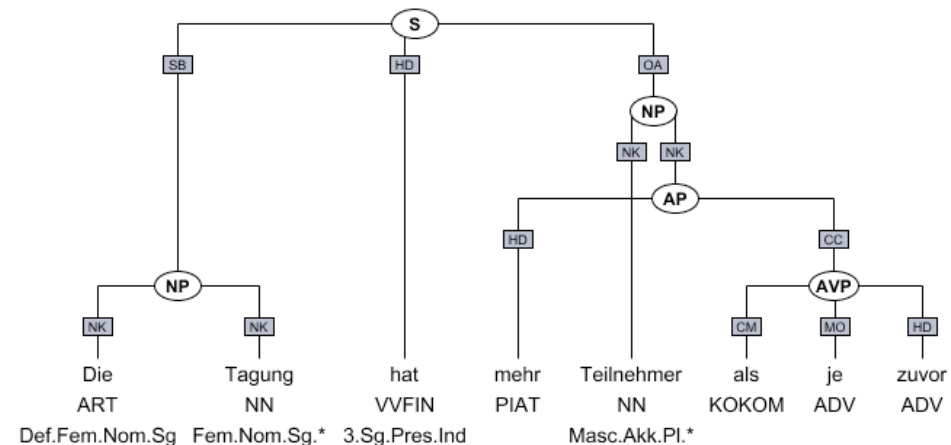 S
SB HD OA
NP
NK NK
AP
HD CC
NP AVP
NK NK CM MO HD
Die Tagung hat mehr Teilnehmer als je zuvor
ART NN VVFIN PIAT NN KOKOM ADV ADV
Def.Fem.Nom.Sg Fem.Nom.Sg.* 3.Sg.Pres.Ind Masc.Akk.Pl.*